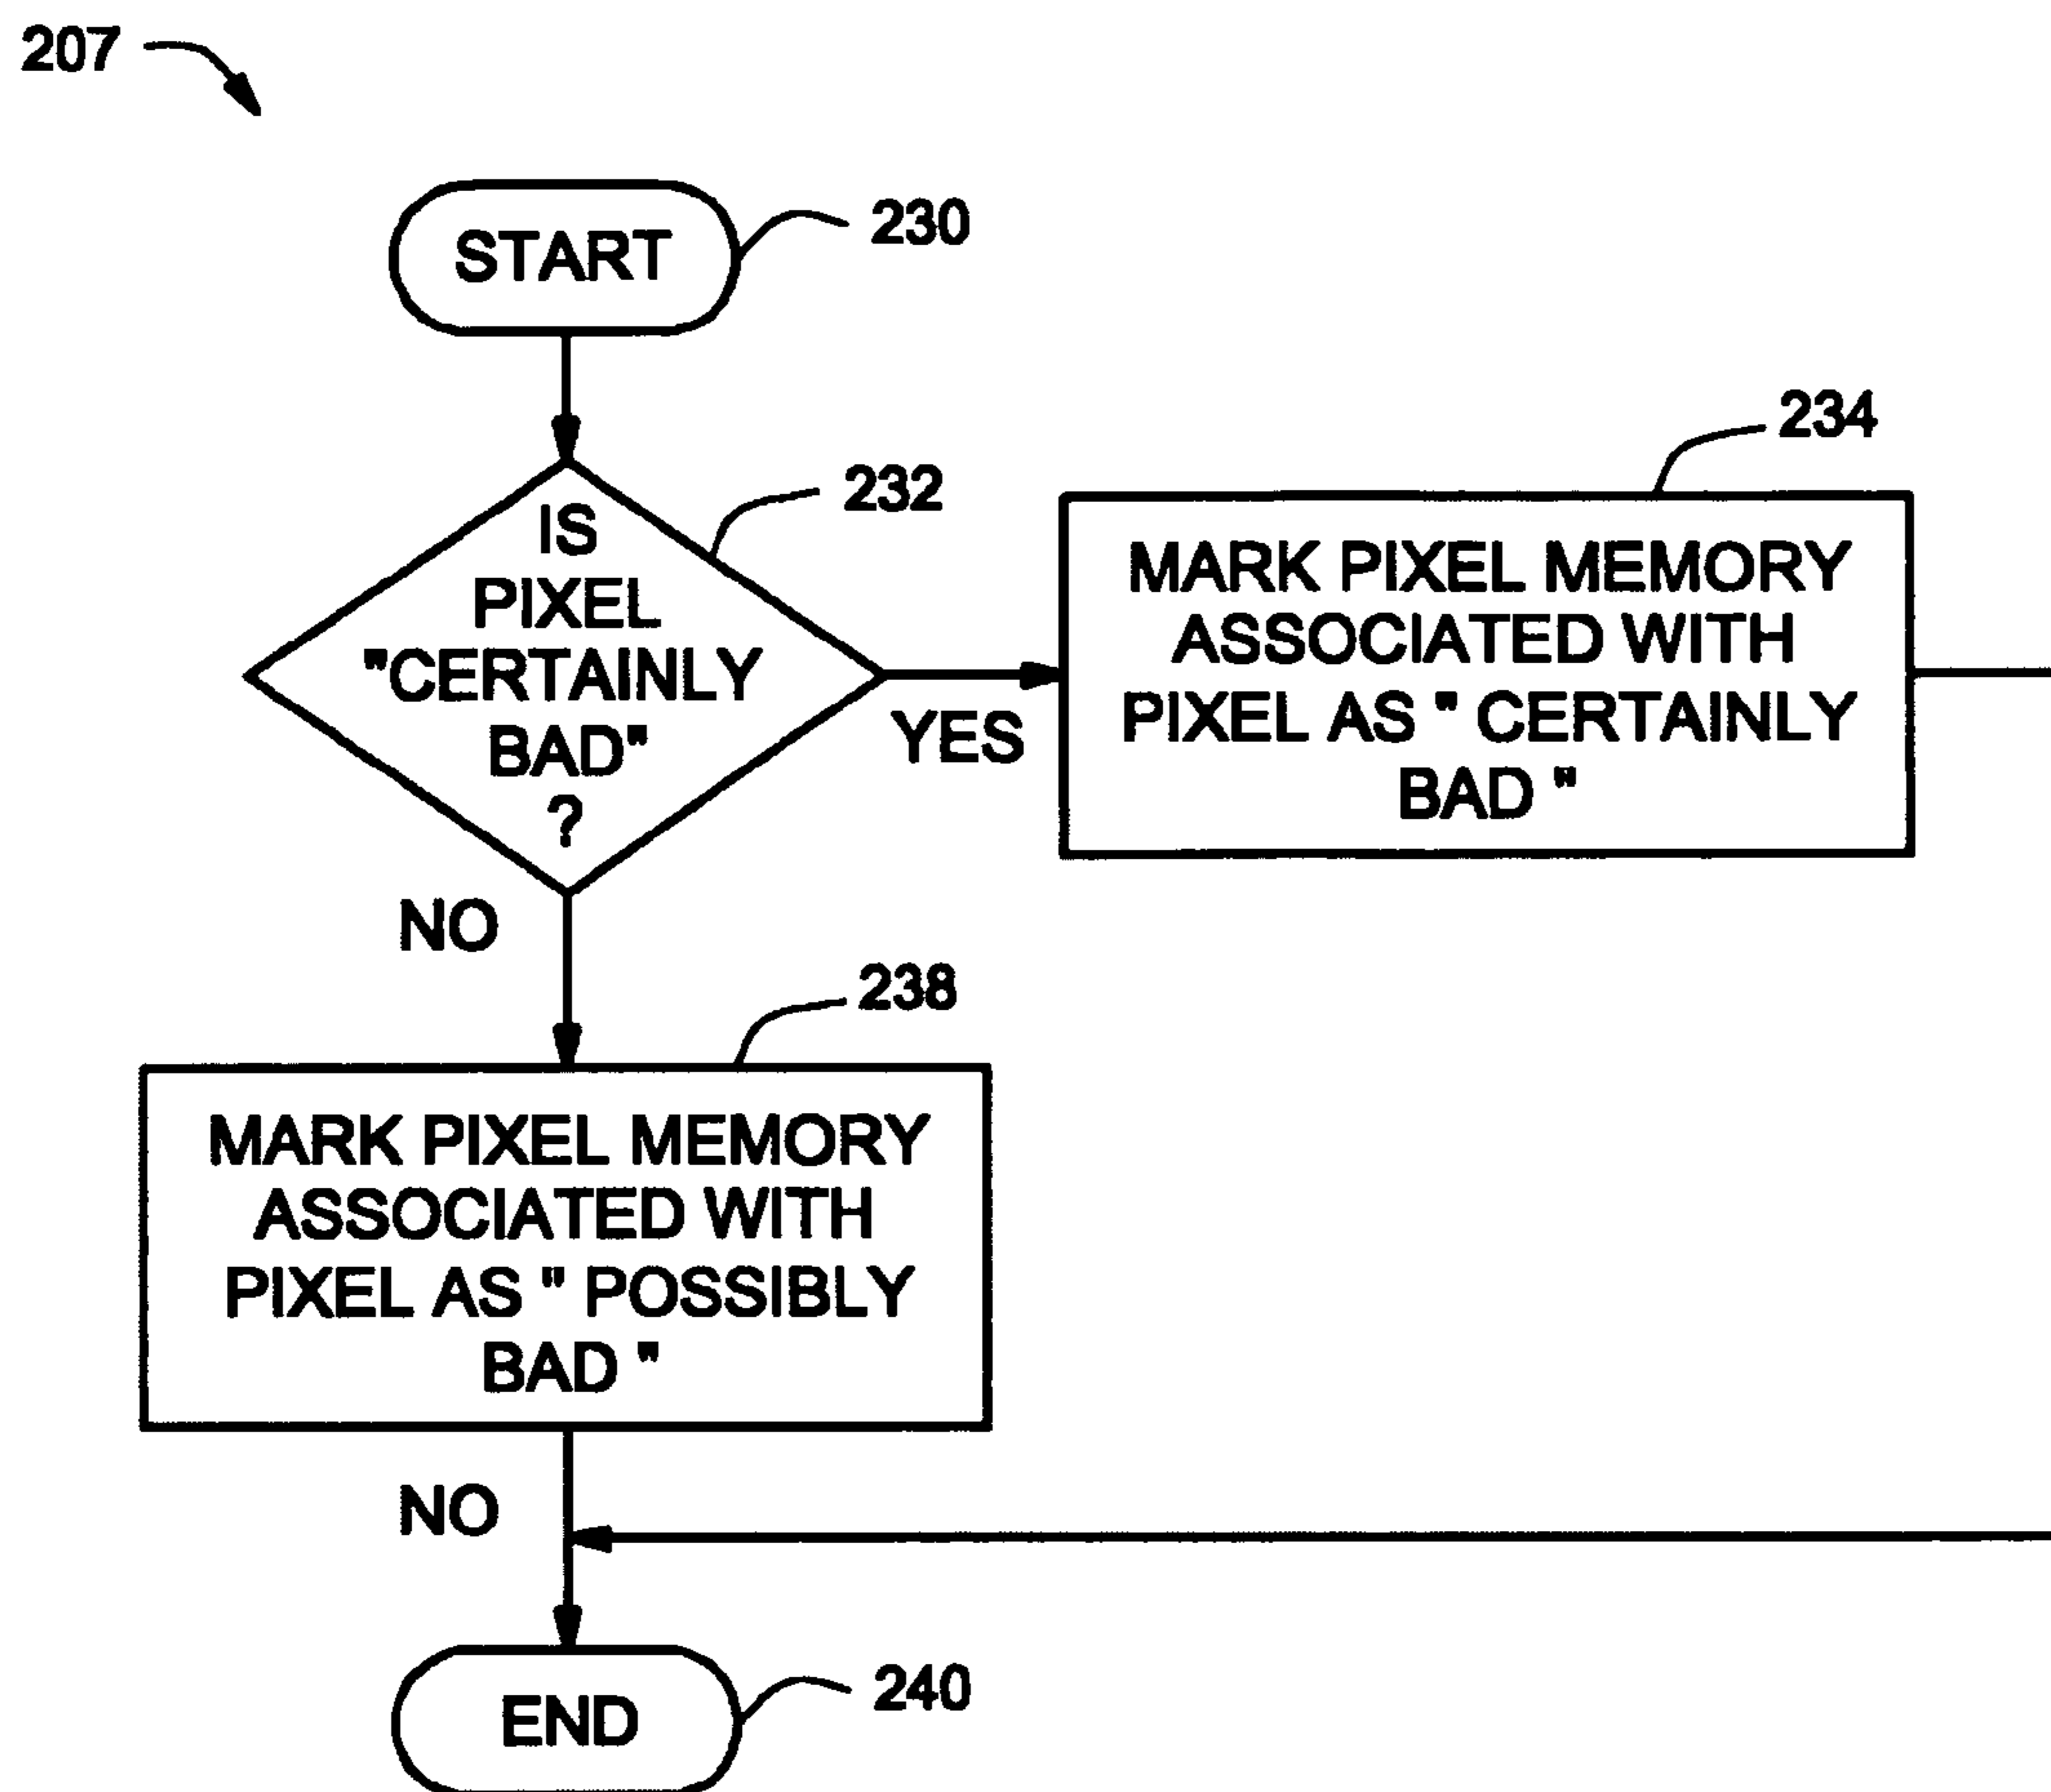 207
START
230
IS
PIXEL
"CERTAINLY
BAD"
?
232
YES
234
MARK PIXEL MEMORY
ASSOCIATED WITH
PIXEL AS " CERTAINLY
BAD "
NO
238
MARK PIXEL MEMORY
ASSOCIATED WITH
PIXEL AS " POSSIBLY
BAD "
NO
END
240